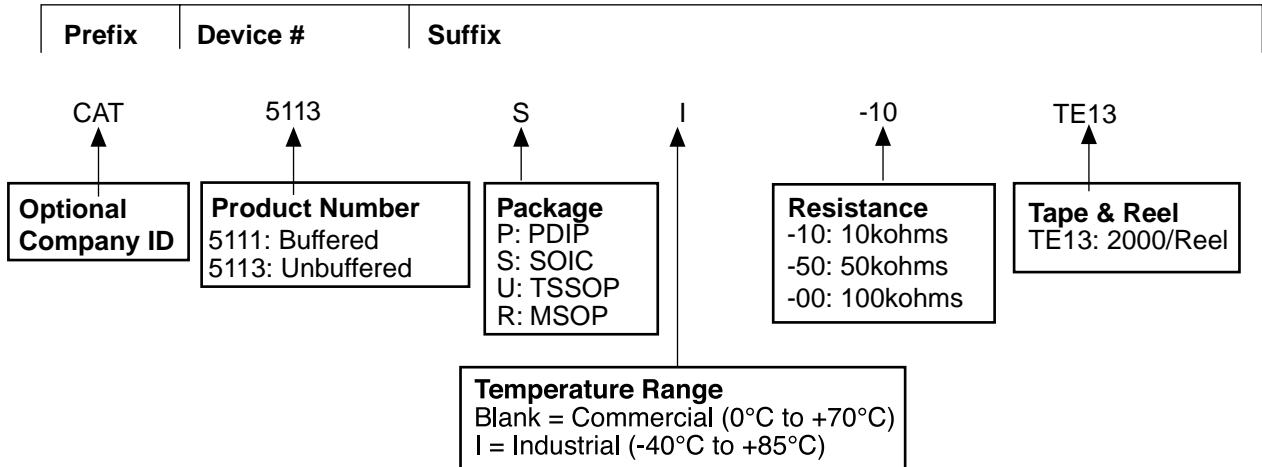 Prefix Device # Suffix
CAT 5113 S I -10 TE13
Optional
Company ID
Product Number
5111: Buffered
5113: Unbuffered
Package
P: PDIP
S: SOIC
U: TSSOP
R: MSOP
Resistance
-10: 10kohms
-50: 50kohms
-00: 100kohms
Tape & Reel
TE13: 2000/Reel
Temperature Range
Blank = Commercial (0°C to +70°C)
I = Industrial (-40°C to +85°C)